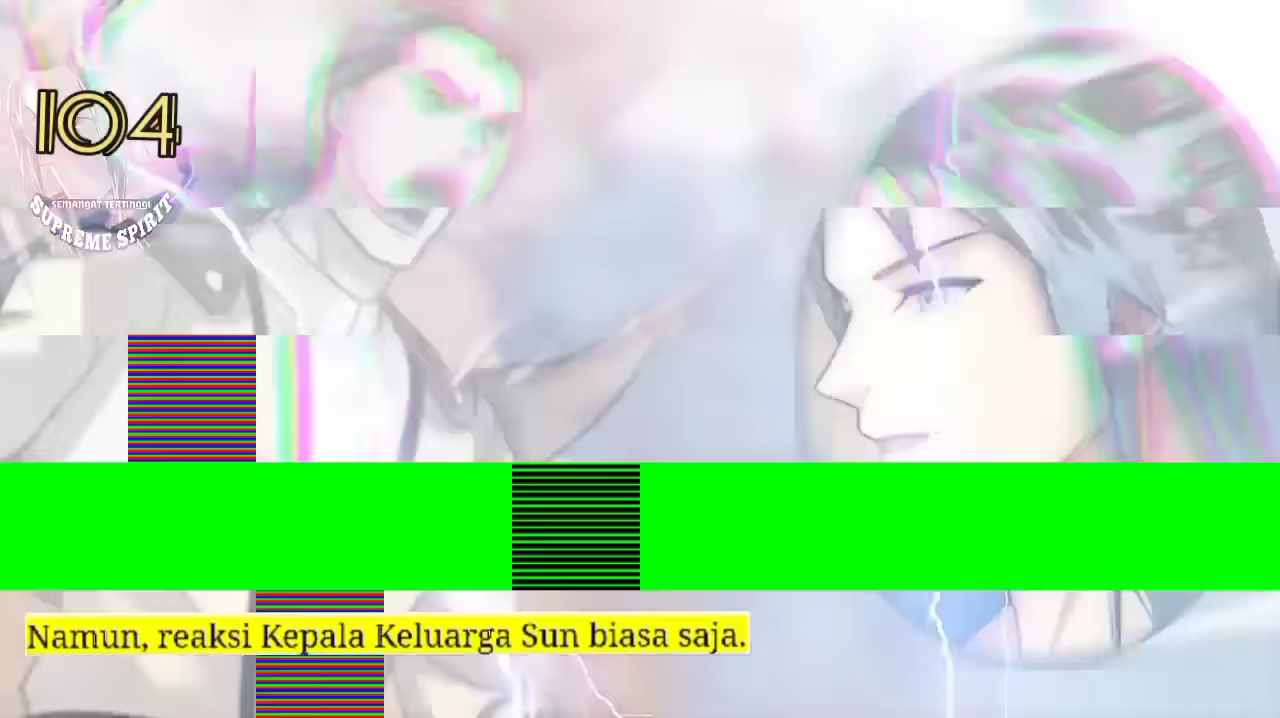 104
SEMANGAT TERTINGGI
SUPREME SPIRIT
Namun, reaksi Kepala Keluarga Sun biasa saja.